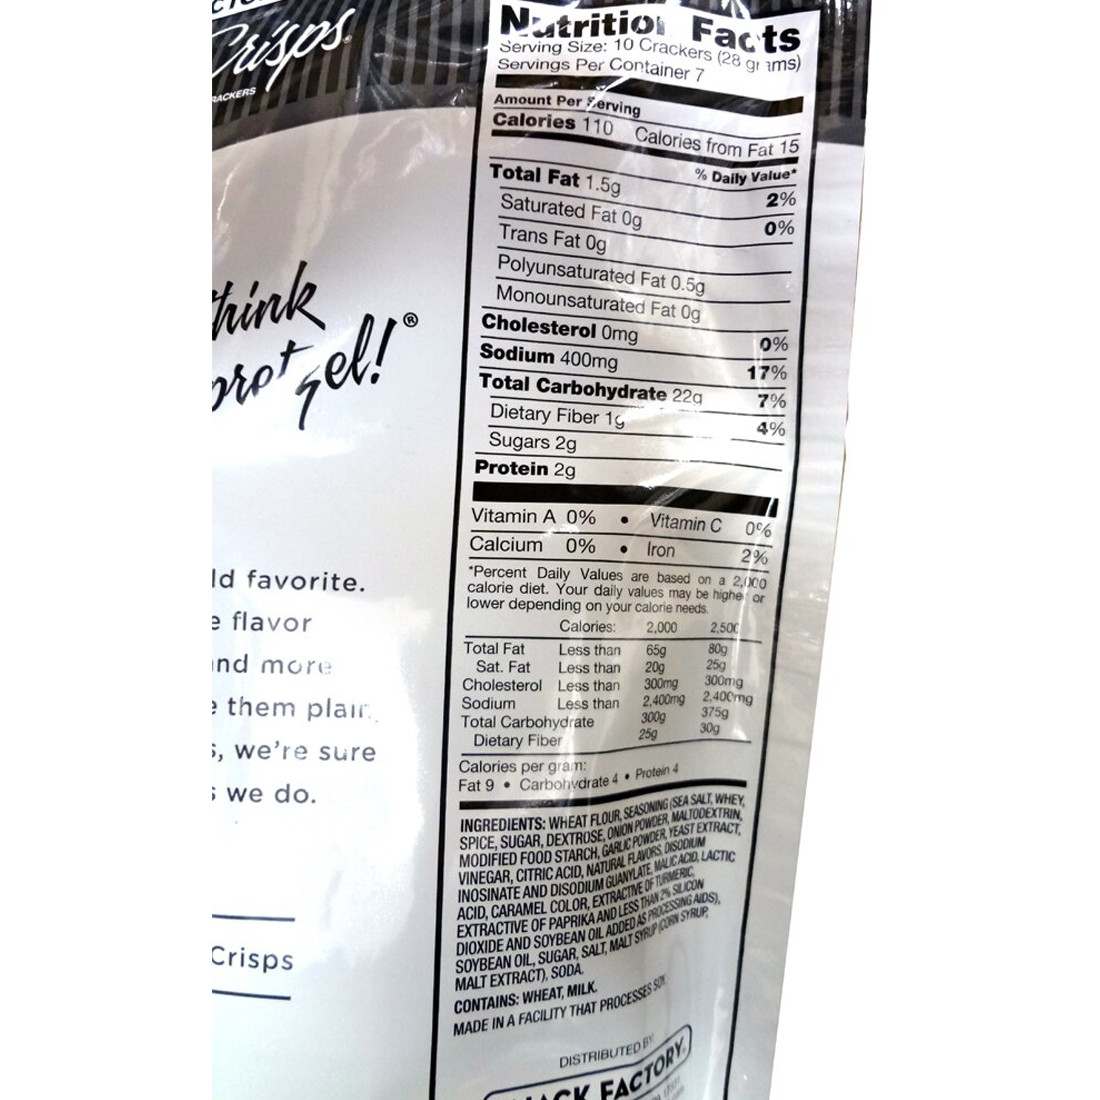 Crisps®
CRACKERS
think
pretzel!®
ld favorite.
e flavor
and more
e them plain,
s, we're sure
s we do.
Crisps
Nutrition Facts
Serving Size: 10 Crackers (28 grams)
Servings Per Container 7
Amount Per Serving
Calories 110 Calories from Fat 15
% Daily Value*
Total Fat 1.5g 2%
Saturated Fat 0g 0%
Trans Fat 0g
Polyunsaturated Fat 0.5g
Monounsaturated Fat 0g
Cholesterol 0mg 0%
Sodium 400mg 17%
Total Carbohydrate 22g 7%
Dietary Fiber 1g 4%
Sugars 2g
Protein 2g
Vitamin A 0% • Vitamin C 0%
Calcium 0% • Iron 2%
*Percent Daily Values are based on a 2,000
calorie diet. Your daily values may be higher or
lower depending on your calorie needs.
Calories: 2,000 2,500
Total Fat Less than 65g 80g
Sat. Fat Less than 20g 25g
Cholesterol Less than 300mg 300mg
Sodium Less than 2,400mg 2,400mg
Total Carbohydrate 300g 375g
Dietary Fiber 25g 30g
Calories per gram:
Fat 9 • Carbohydrate 4 • Protein 4
INGREDIENTS: WHEAT FLOUR, SEASONING (SEA SALT, WHEY,
SPICE, SUGAR, DEXTROSE, ONION POWDER, MALTODEXTRIN,
MODIFIED FOOD STARCH, GARLIC POWDER, YEAST EXTRACT,
VINEGAR, CITRIC ACID, NATURAL FLAVORS, DISODIUM
INOSINATE AND DISODIUM GUANYLATE, MALIC ACID, LACTIC
ACID, CARAMEL COLOR, EXTRACTIVE OF TURMERIC,
EXTRACTIVE OF PAPRIKA AND LESS THAN 2% SILICON
DIOXIDE AND SOYBEAN OIL ADDED AS PROCESSING AIDS),
SOYBEAN OIL, SUGAR, SALT, MALT SYRUP (CORN SYRUP,
MALT EXTRACT), SODA.
CONTAINS: WHEAT, MILK.
MADE IN A FACILITY THAT PROCESSES SOY.
DISTRIBUTED BY
SNACK FACTORY